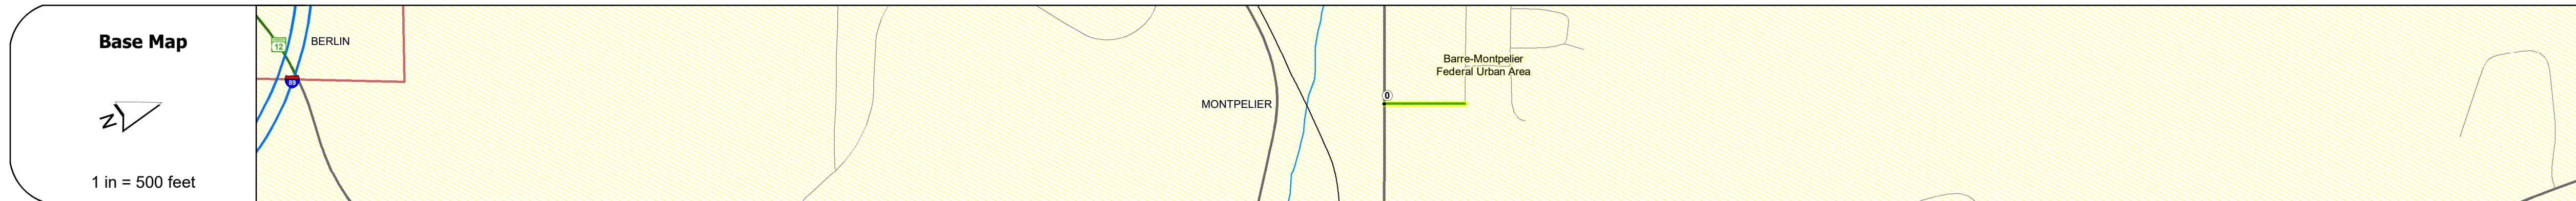 Base Map
N
1 in = 500 feet
12
BERLIN
89
MONTPELIER
0
Barre-Montpelier
Federal Urban Area